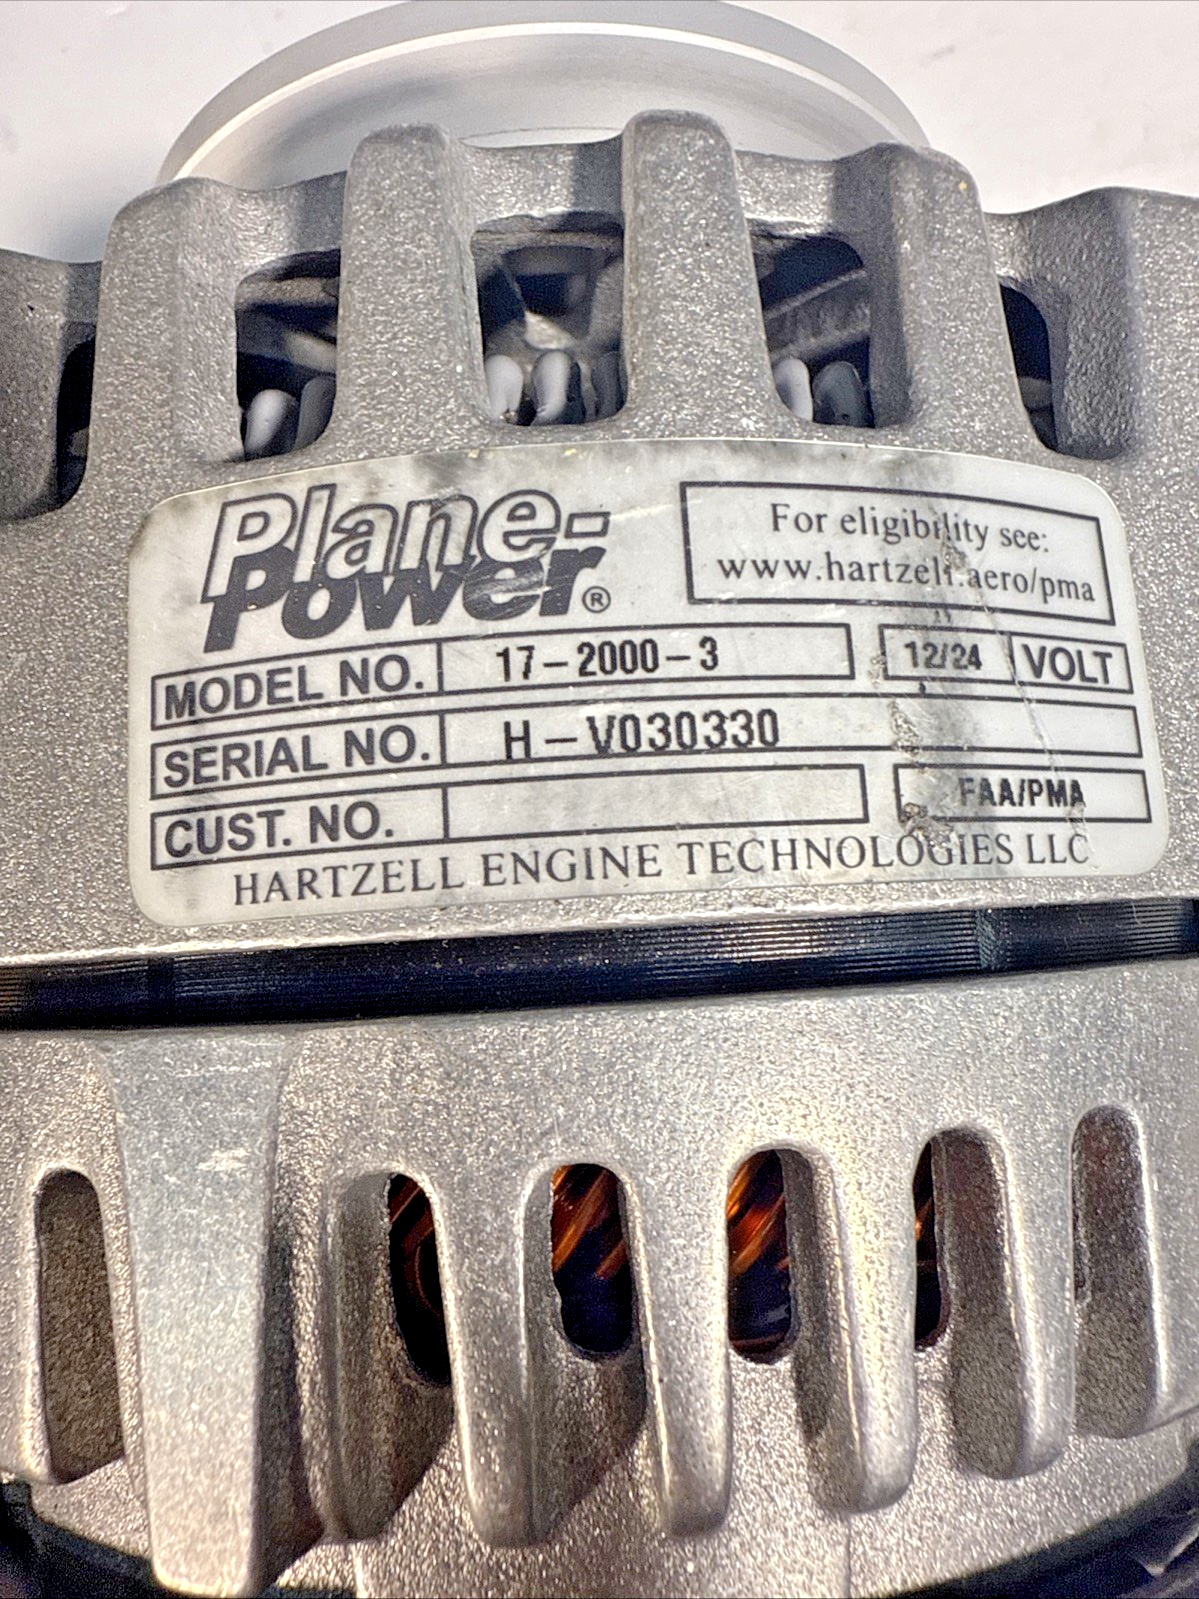 Plane-
Power®
For eligibility see:
www.hartzell.aero/pma
MODEL NO. 17-2000-3 12/24 VOLT
SERIAL NO. H-V030330
CUST. NO. FAA/PMA
HARTZELL ENGINE TECHNOLOGIES LLC